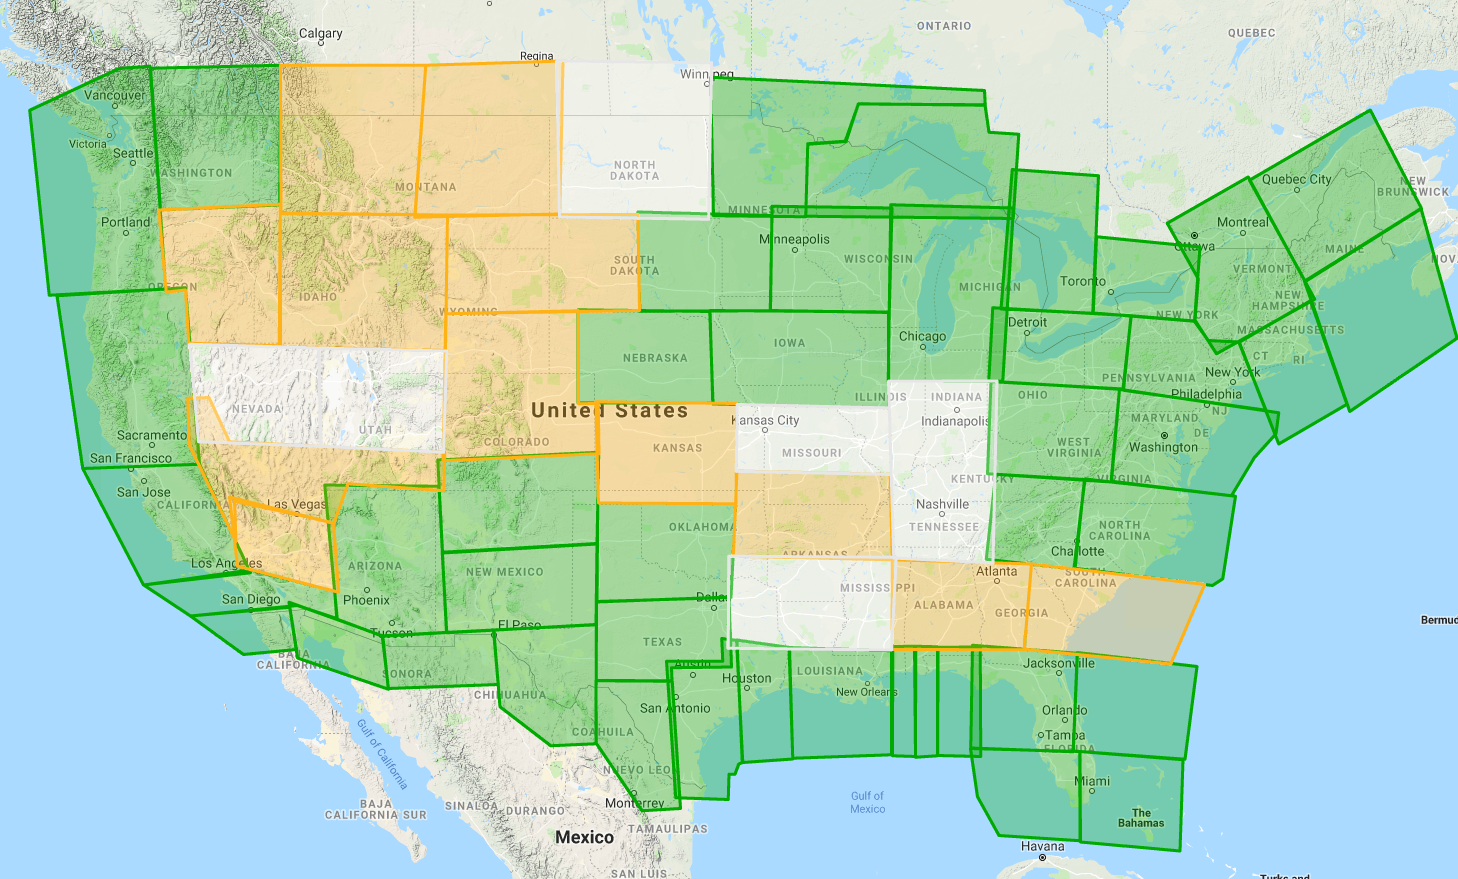 Calgary
ONTARIO
QUEBEC
Regina
Winnipeg
Vancouver
Victoria
Seattle
WASHINGTON
MONTANA
NORTH
DAKOTA
Quebec City
NEW
BRUNSWICK
Portland
MINNESOTA
Minneapolis
Montreal
Ottawa
MAINE
OREGON
IDAHO
SOUTH
DAKOTA
WISCONSIN
MICHIGAN
Toronto
VERMONT
NEW
HAMPSHIRE
WYOMING
NEW YORK
MASSACHUSETTS
Detroit
Chicago
IOWA
NEBRASKA
CT
RI
New York
PENNSYLVANIA
Philadelphia
NJ
NEVADA
UTAH
United States
ILLINOIS
INDIANA
OHIO
Indianapolis
MARYLAND
DE
Washington
Sacramento
San Francisco
COLORADO
KANSAS
Kansas City
MISSOURI
WEST
VIRGINIA
KENTUCKY
VIRGINIA
San Jose
CALIFORNIA
Las Vegas
Nashville
TENNESSEE
OKLAHOMA
NORTH
CAROLINA
Charlotte
ARKANSAS
Los Angeles
ARIZONA
NEW MEXICO
Atlanta
SOUTH
CAROLINA
MISSISSIPPI
ALABAMA
GEORGIA
San Diego
Phoenix
Dallas
Tucson
El Paso
TEXAS
Bermud
BAJA
CALIFORNIA
SONORA
CHIHUAHUA
Austin
Houston
LOUISIANA
New Orleans
Jacksonville
San Antonio
Orlando
Tampa
FLORIDA
COAHUILA
Gulf of California
NUEVO LEO
Monterrey
Miami
The
Bahamas
Gulf of
Mexico
BAJA
CALIFORNIA SUR
SINALOA
DURANGO
Mexico
TAMAULIPAS
Havana
SAN LUIS
Turks and